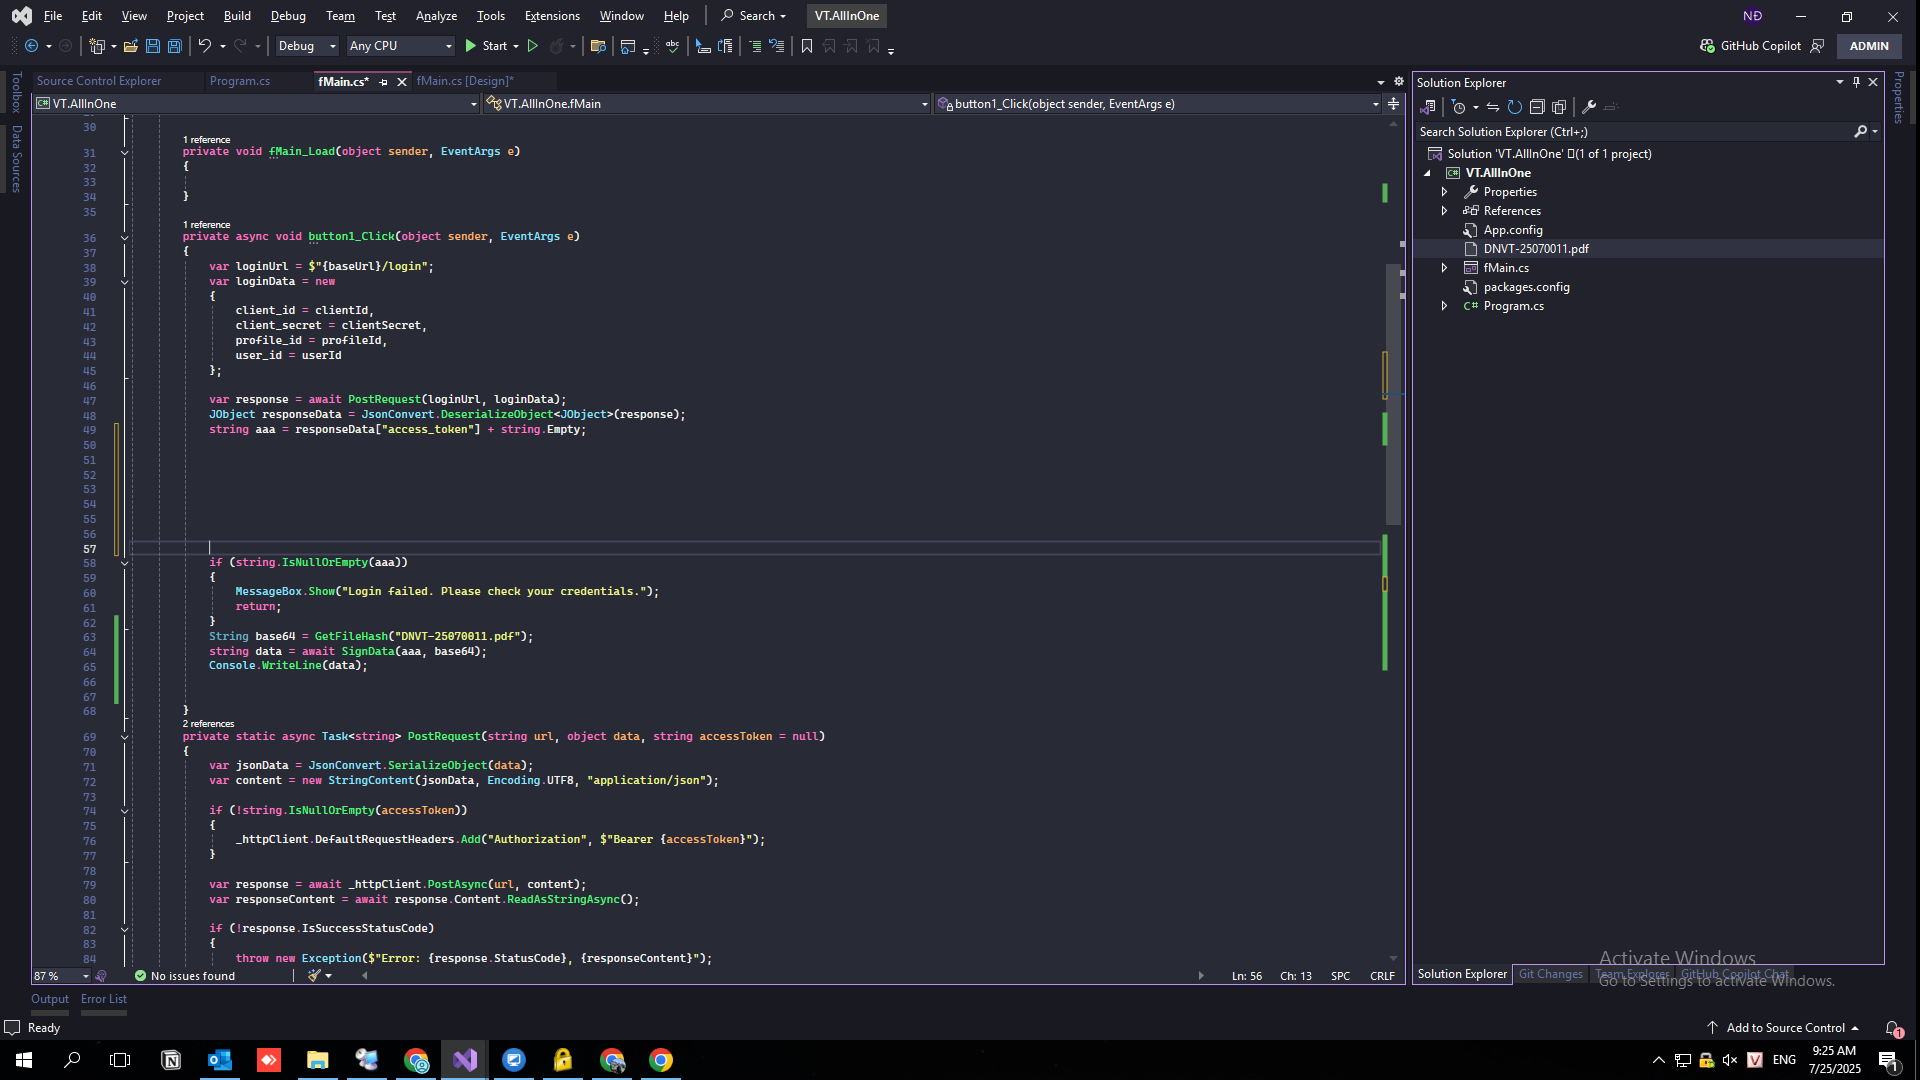 File Edit View Project Build Debug Team Test Analyze Tools Extensions Window Help Search VT.AllInOne NĐ
Debug Any CPU Start GitHub Copilot ADMIN
Toolbox
Data Sources
Source Control Explorer Program.cs fMain.cs* fMain.cs [Design]*
VT.AllInOne VT.AllInOne.fMain button1_Click(object sender, EventArgs e)
30
1 reference
31 private void fMain_Load(object sender, EventArgs e)
32 {
33
34 }
35
1 reference
36 private async void button1_Click(object sender, EventArgs e)
37 {
38 var loginUrl = $"{baseUrl}/login";
39 var loginData = new
40 {
41 client_id = clientId,
42 client_secret = clientSecret,
43 profile_id = profileId,
44 user_id = userId
45 };
46
47 var response = await PostRequest(loginUrl, loginData);
48 JObject responseData = JsonConvert.DeserializeObject<JObject>(response);
49 string aaa = responseData["access_token"] + string.Empty;
50
51
52
53
54
55
56
57
58 if (string.IsNullOrEmpty(aaa))
59 {
60 MessageBox.Show("Login failed. Please check your credentials.");
61 return;
62 }
63 String base64 = GetFileHash("DNVT-25070011.pdf");
64 string data = await SignData(aaa, base64);
65 Console.WriteLine(data);
66
67
68 }
2 references
69 private static async Task<string> PostRequest(string url, object data, string accessToken = null)
70 {
71 var jsonData = JsonConvert.SerializeObject(data);
72 var content = new StringContent(jsonData, Encoding.UTF8, "application/json");
73
74 if (!string.IsNullOrEmpty(accessToken))
75 {
76 _httpClient.DefaultRequestHeaders.Add("Authorization", $"Bearer {accessToken}");
77 }
78
79 var response = await _httpClient.PostAsync(url, content);
80 var responseContent = await response.Content.ReadAsStringAsync();
81
82 if (!response.IsSuccessStatusCode)
83 {
84 throw new Exception($"Error: {response.StatusCode}, {responseContent}");
87 % No issues found Ln: 56 Ch: 13 SPC CRLF
Output Error List
Ready
Solution Explorer
Search Solution Explorer (Ctrl+;)
Solution 'VT.AllInOne' (1 of 1 project)
VT.AllInOne
Properties
References
App.config
DNVT-25070011.pdf
fMain.cs
packages.config
Program.cs
Properties
Solution Explorer Git Changes Team Explorer GitHub Copilot Chat
Activate Windows
Go to Settings to activate Windows.
Add to Source Control 1
ENG 9:25 AM
7/25/2025 1